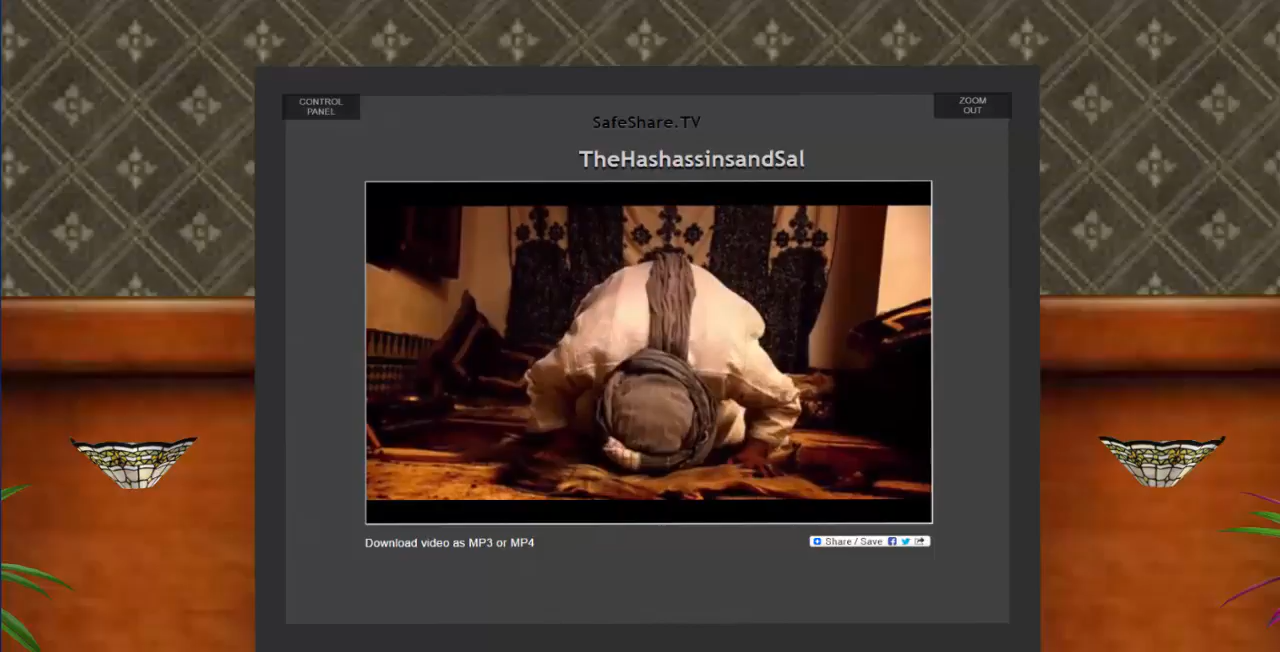 CONTROL
PANEL
ZOOM
OUT
SafeShare.TV
TheHashassinsandSal
Download video as MP3 or MP4
Share / Save